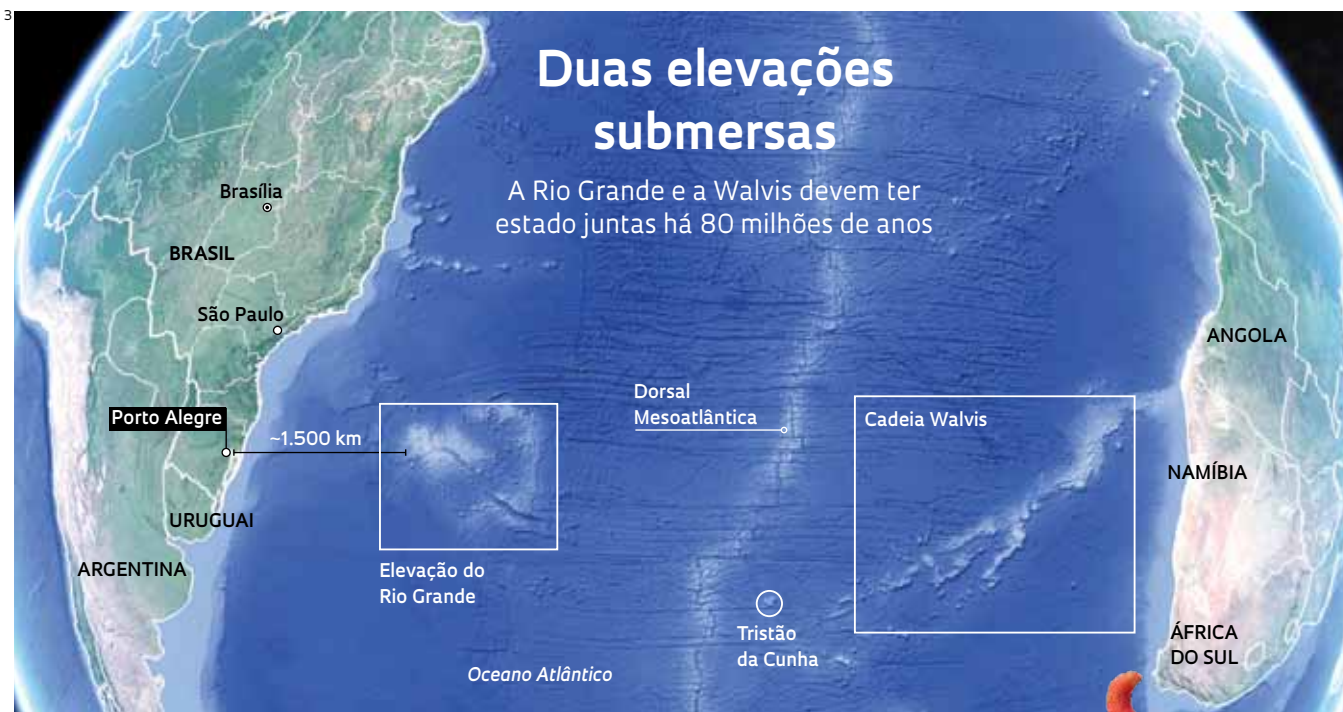 3
Duas elevações
submersas
A Rio Grande e a Walvis devem ter
estado juntas há 80 milhões de anos
Brasília
BRASIL
São Paulo
Porto Alegre
~1.500 km
URUGUAI
ARGENTINA
Elevação do
Rio Grande
Dorsal
Mesoatlântica
Cadeia Walvis
ANGOLA
NAMÍBIA
Tristão
da Cunha
ÁFRICA
DO SUL
Oceano Atlântico